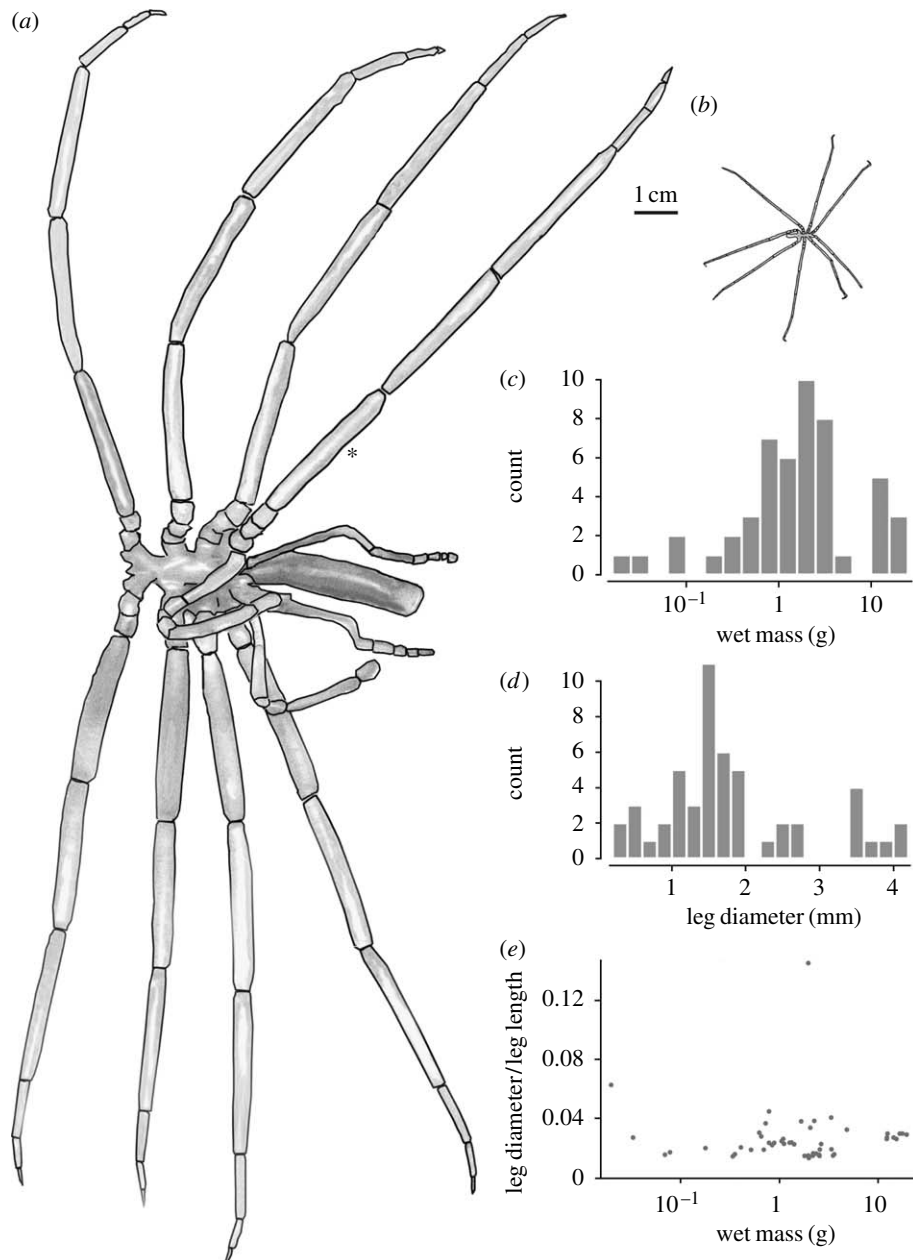 (a)
(b)
1 cm
*
(c)
10
8
6
4
2
0
count
10⁻¹
1
10
wet mass (g)
(d)
10
8
6
4
2
0
count
1
2
3
4
leg diameter (mm)
(e)
0.12
0.08
0.04
0
leg diameter/leg length
10⁻¹
1
10
wet mass (g)